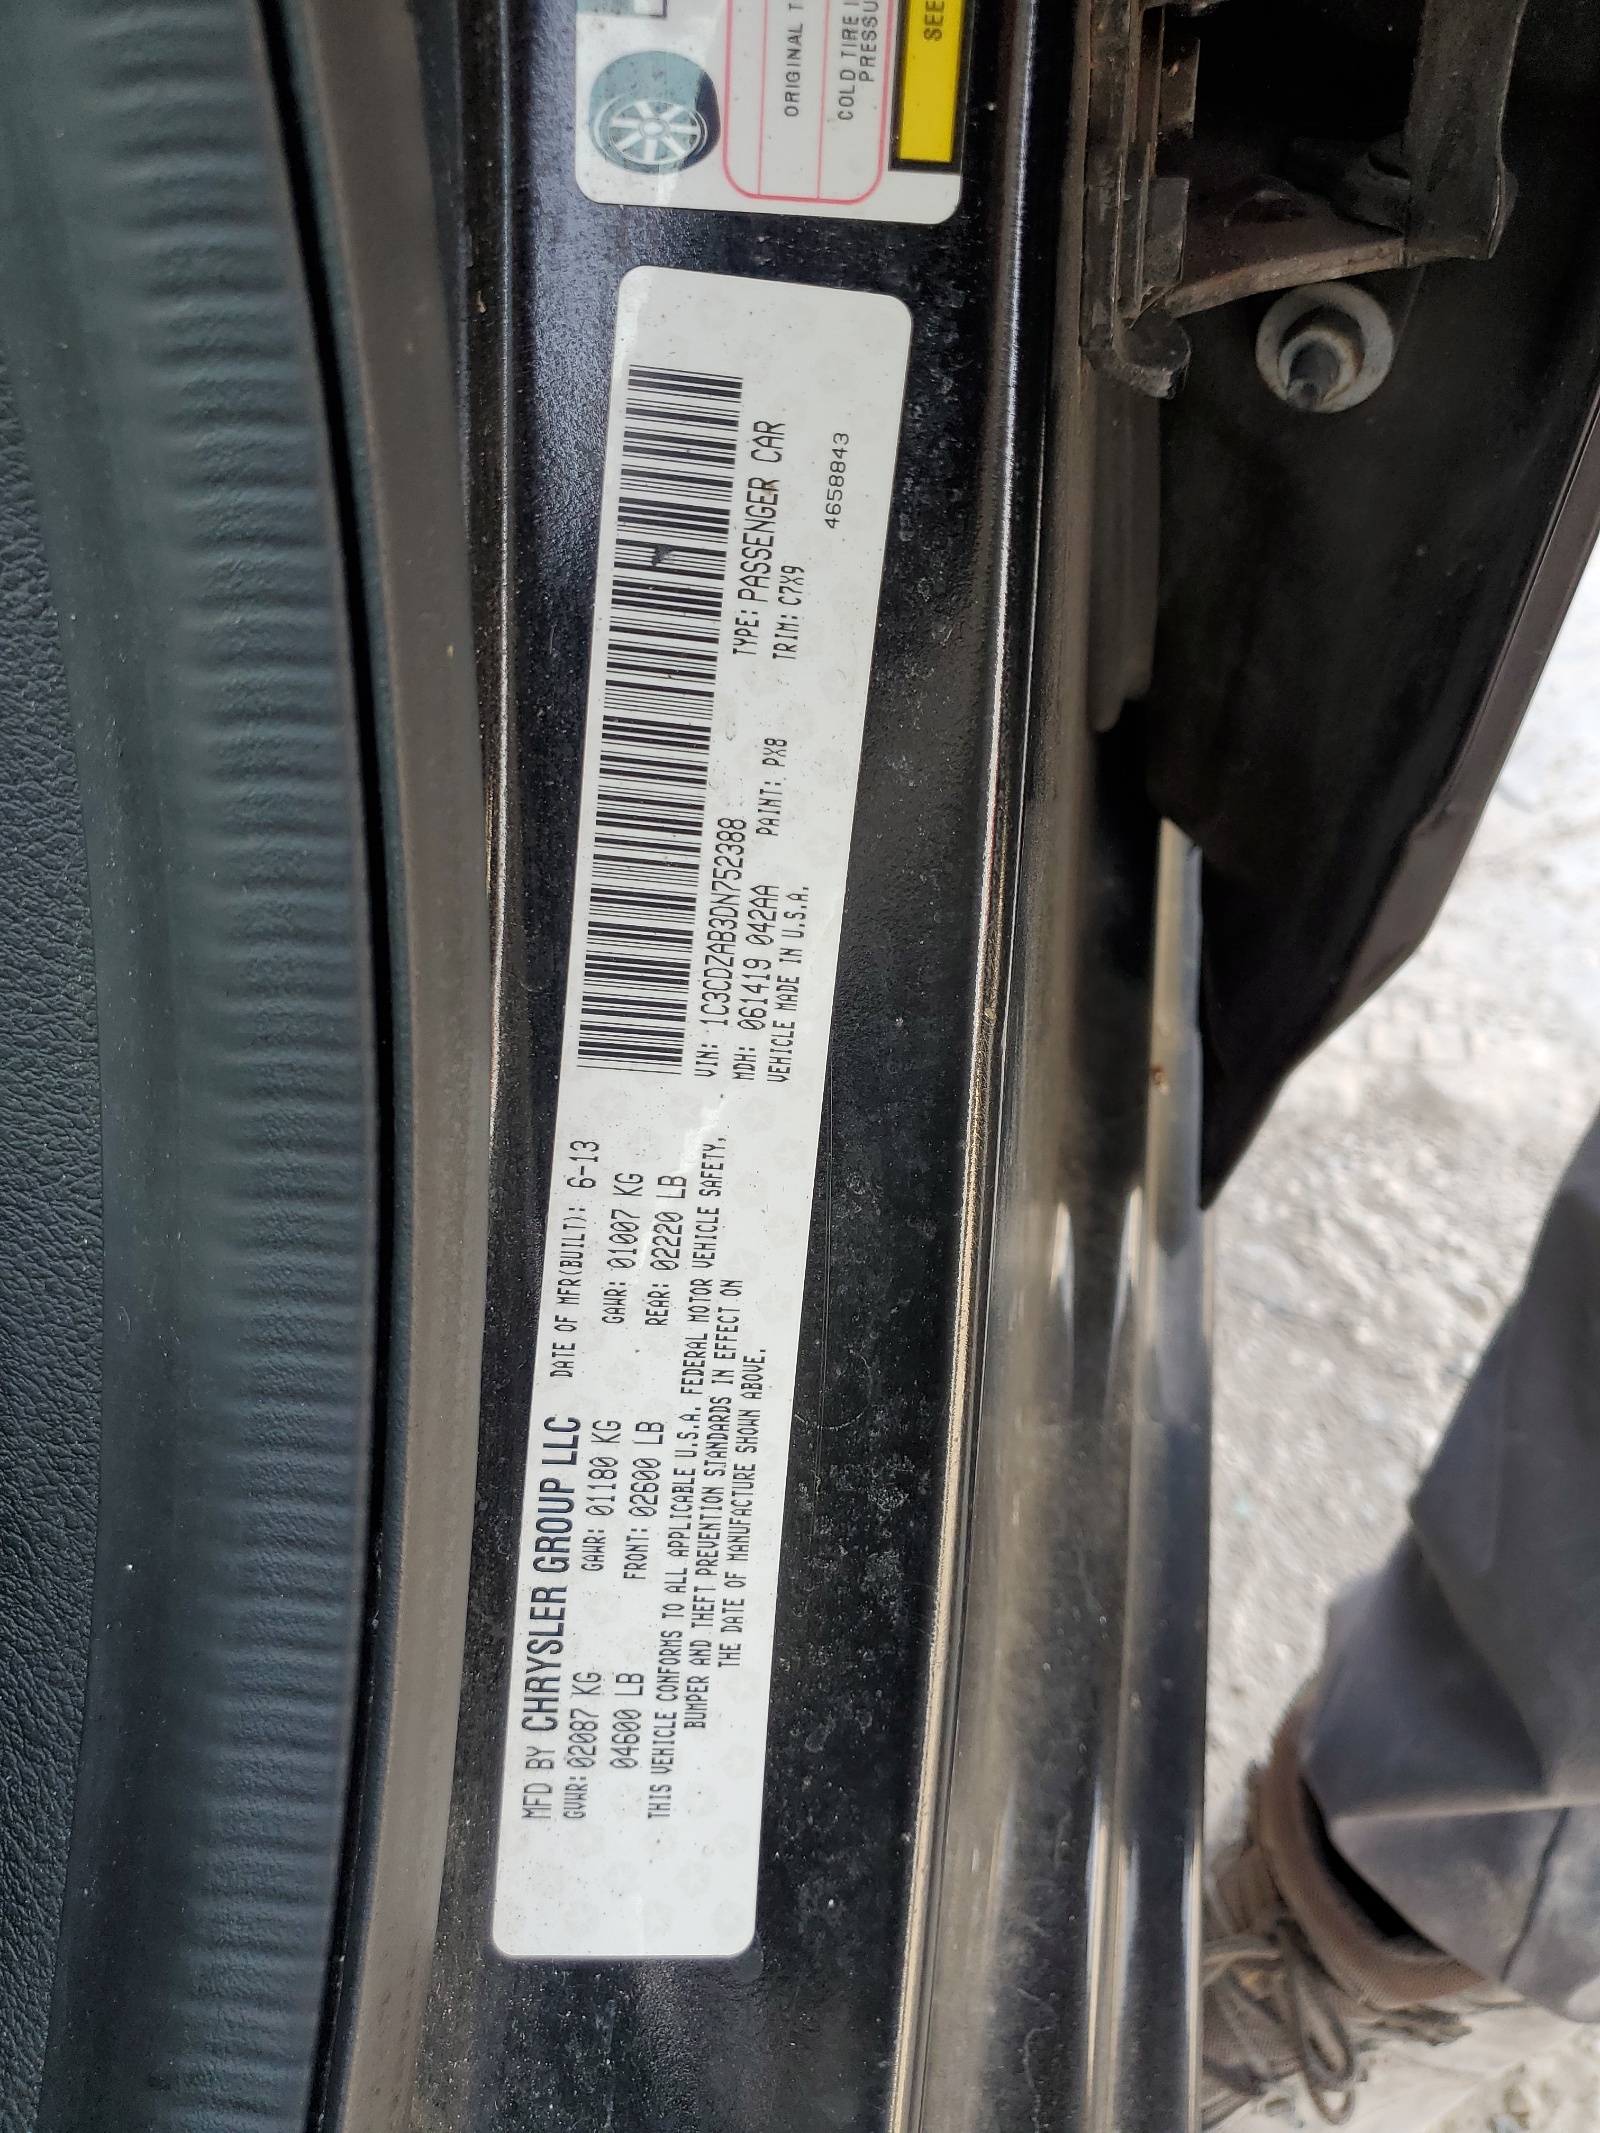 ORIGINAL
COLD TIRE
SEE
MFD BY CHRYSLER GROUP LLC DATE OF MFR(BUILT): 6-13
GVWR: 02087 KG GAWR: 01180 KG GAWR: 01007 KG
04600 LB FRONT: 02600 LB REAR: 02220 LB
THIS VEHICLE CONFORMS TO ALL APPLICABLE U.S.A. FEDERAL MOTOR VEHICLE SAFETY,
BUMPER AND THEFT PREVENTION STANDARDS IN EFFECT ON
THE DATE OF MANUFACTURE SHOWN ABOVE.
VIN: 1C3CDZAB3DN752388 TYPE: PASSENGER CAR
MDH: 061419 042AA PAINT: PX8 TRIM: C7X9
VEHICLE MADE IN U.S.A.
4658843